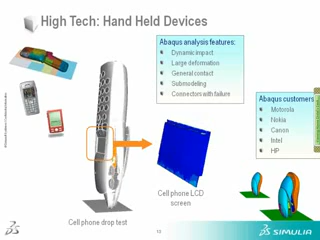 High Tech: Hand Held Devices
Abaqus analysis features:
• Dynamic impact
• Large deformation
• General contact
• Submodeling
• Connectors with failure
Abaqus customers
• Motorola
• Nokia
• Canon
• Intel
• HP
Cell phone LCD
screen
Cell phone drop test
13
SIMULIA